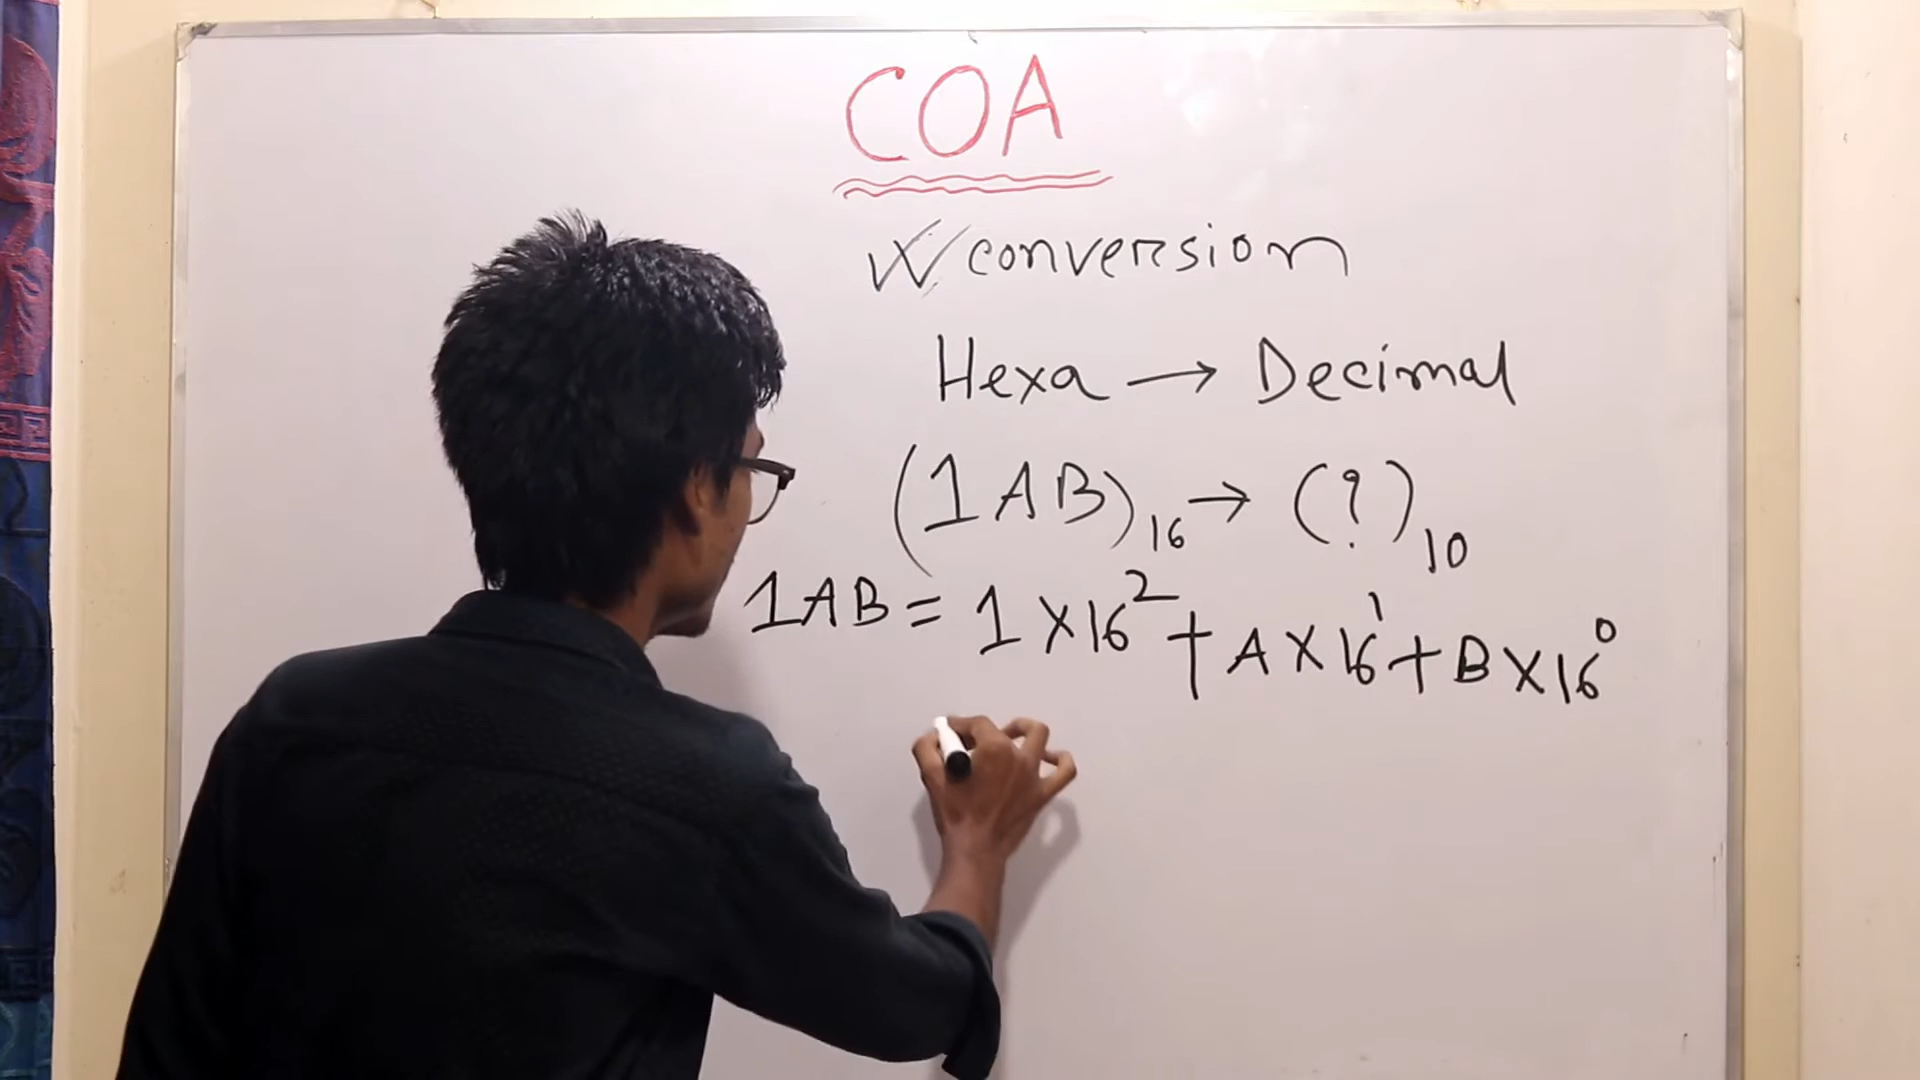 COA
conversion
Hexa → Decimal
(1AB)₁₆ → (?)₁₀
1AB = 1 × 16² + A × 16¹ + B × 16⁰